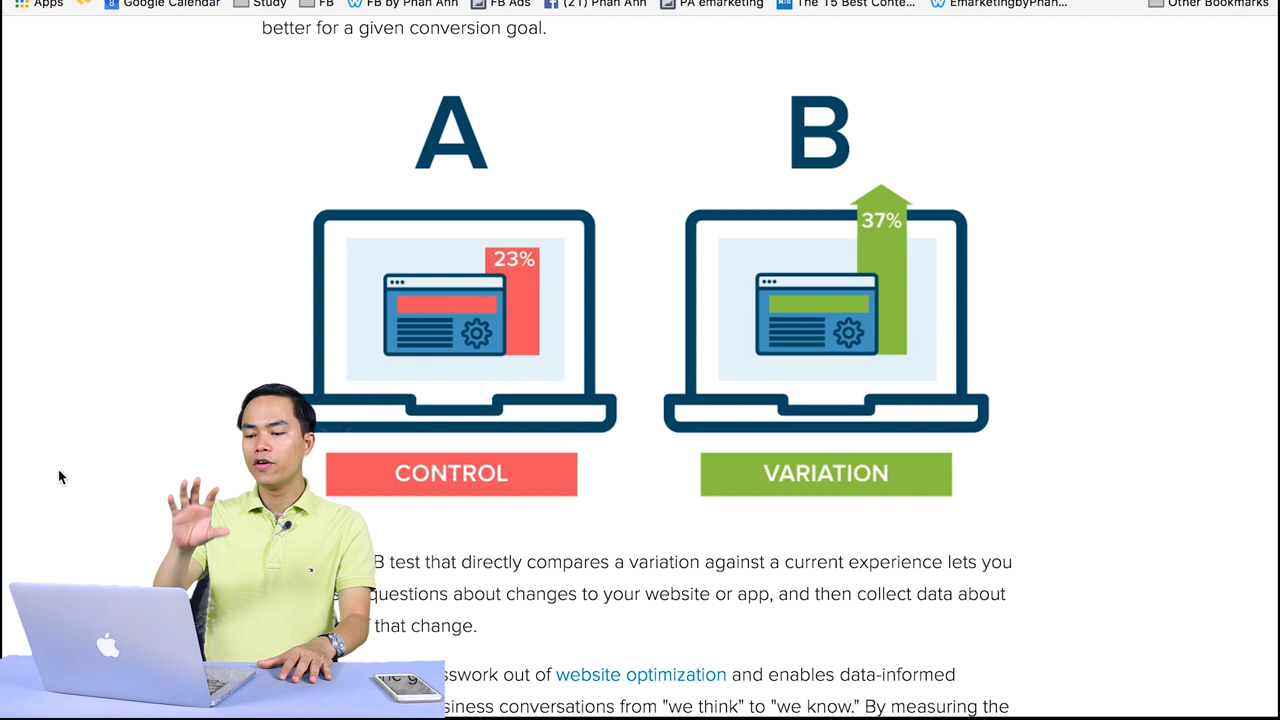 Apps Google Calendar Study FB FB by Phan Anh FB Ads (21) Phan Anh PA emarketing The 15 Best Conte... EmarketingbyPhan... Other Bookmarks
better for a given conversion goal.
A B
23% 37%
CONTROL VARIATION
B test that directly compares a variation against a current experience lets you
questions about changes to your website or app, and then collect data about
that change.
sswork out of website optimization and enables data-informed
siness conversations from "we think" to "we know." By measuring the